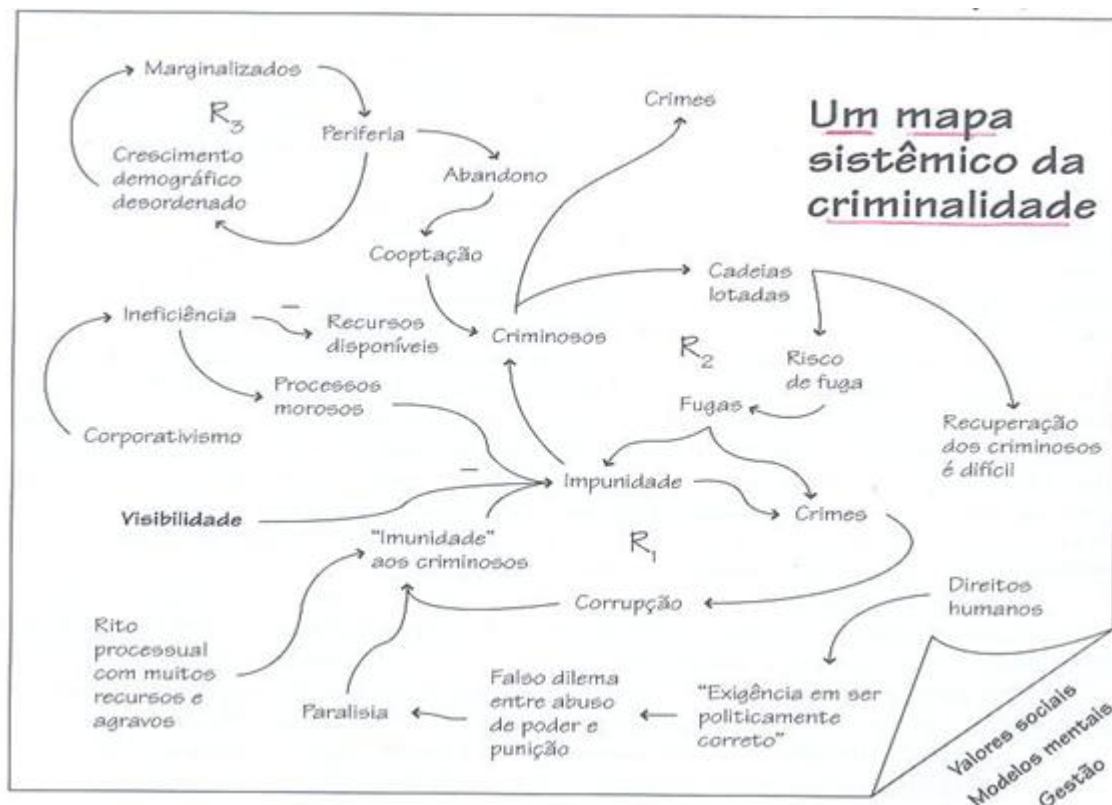 Um mapa
sistêmico da
criminalidade
Marginalizados
R3
Periferia
Crescimento
demográfico
desordenado
Crimes
Abandono
Cooptação
Cadeias
lotadas
Ineficiência
–
Recursos
disponíveis
Criminosos
R2
Risco
de fuga
Processos
morosos
Fugas
Corporativismo
Recuperação
dos criminosos
é difícil
–
Impunidade
Visibilidade
Crimes
"Imunidade"
aos criminosos
R1
Corrupção
Direitos
humanos
Rito
processual
com muitos
recursos e
agravos
Paralisia
Falso dilema
entre abuso
de poder e
punição
"Exigência em ser
politicamente
correto"
Valores sociais
Modelos mentais
Gestão